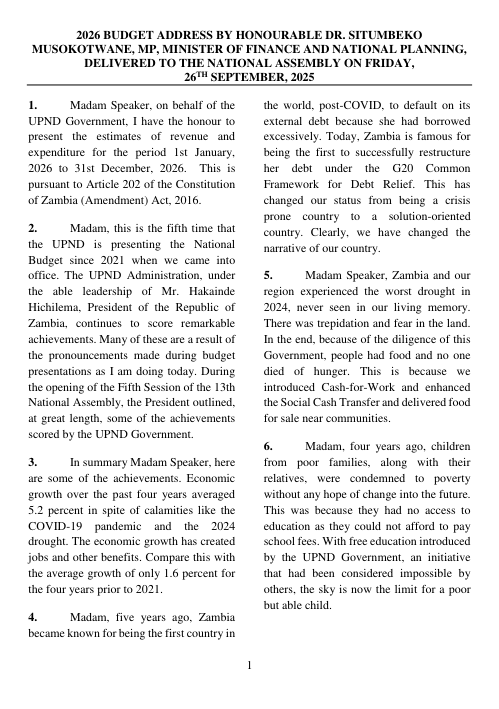 2026 BUDGET ADDRESS BY HONOURABLE DR. SITUMBEKO
MUSOKOTWANE, MP, MINISTER OF FINANCE AND NATIONAL PLANNING,
DELIVERED TO THE NATIONAL ASSEMBLY ON FRIDAY,
26TH SEPTEMBER, 2025
1. Madam Speaker, on behalf of the
UPND Government, I have the honour to
present the estimates of revenue and
expenditure for the period 1st January,
2026 to 31st December, 2026. This is
pursuant to Article 202 of the Constitution
of Zambia (Amendment) Act, 2016.
2. Madam, this is the fifth time that
the UPND is presenting the National
Budget since 2021 when we came into
office. The UPND Administration, under
the able leadership of Mr. Hakainde
Hichilema, President of the Republic of
Zambia, continues to score remarkable
achievements. Many of these are a result of
the pronouncements made during budget
presentations as I am doing today. During
the opening of the Fifth Session of the 13th
National Assembly, the President outlined,
at great length, some of the achievements
scored by the UPND Government.
3. In summary Madam Speaker, here
are some of the achievements. Economic
growth over the past four years averaged
5.2 percent in spite of calamities like the
COVID-19 pandemic and the 2024
drought. The economic growth has created
jobs and other benefits. Compare this with
the average growth of only 1.6 percent for
the four years prior to 2021.
4. Madam, five years ago, Zambia
became known for being the first country in
the world, post-COVID, to default on its
external debt because she had borrowed
excessively. Today, Zambia is famous for
being the first to successfully restructure
her debt under the G20 Common
Framework for Debt Relief. This has
changed our status from being a crisis
prone country to a solution-oriented
country. Clearly, we have changed the
narrative of our country.
5. Madam Speaker, Zambia and our
region experienced the worst drought in
2024, never seen in our living memory.
There was trepidation and fear in the land.
In the end, because of the diligence of this
Government, people had food and no one
died of hunger. This is because we
introduced Cash-for-Work and enhanced
the Social Cash Transfer and delivered food
for sale near communities.
6. Madam, four years ago, children
from poor families, along with their
relatives, were condemned to poverty
without any hope of change into the future.
This was because they had no access to
education as they could not afford to pay
school fees. With free education introduced
by the UPND Government, an initiative
that had been considered impossible by
others, the sky is now the limit for a poor
but able child.
1